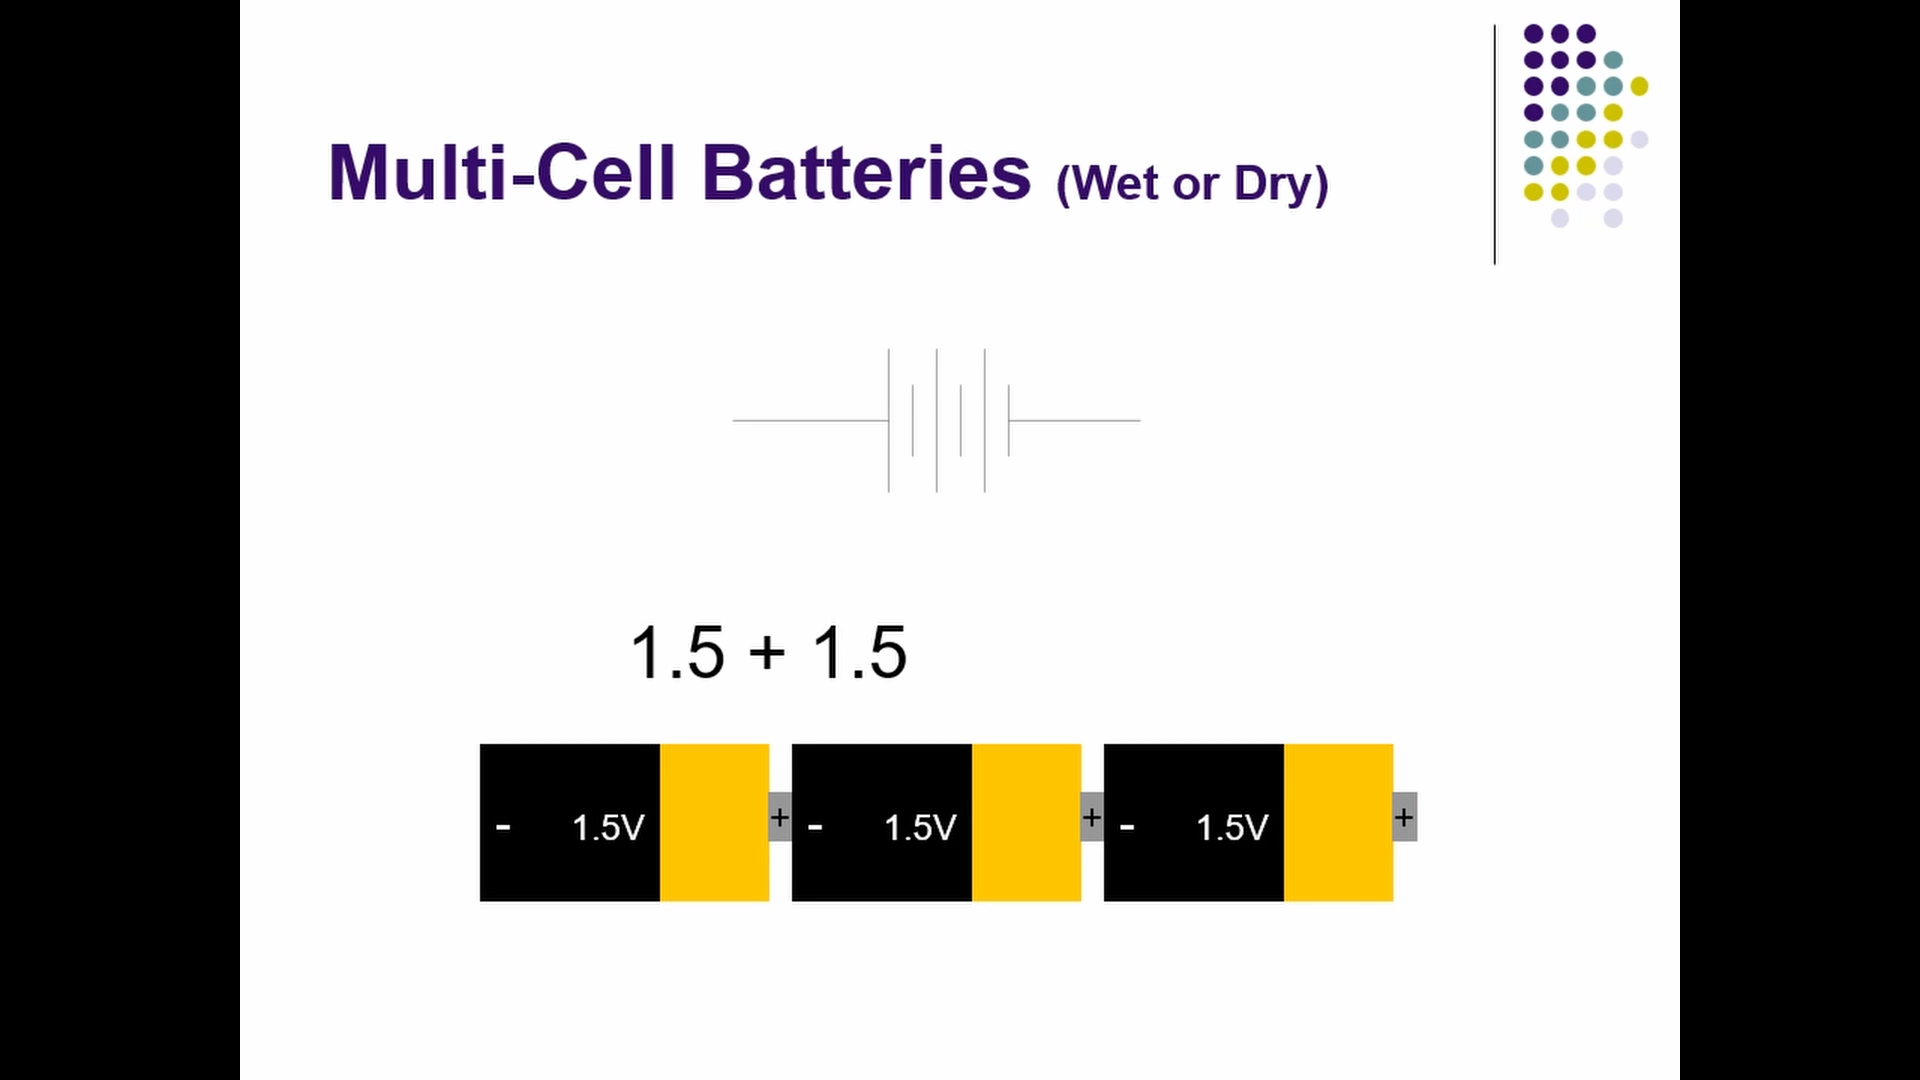 Multi-Cell Batteries (Wet or Dry)
1.5 + 1.5
- 1.5V + - 1.5V + - 1.5V +